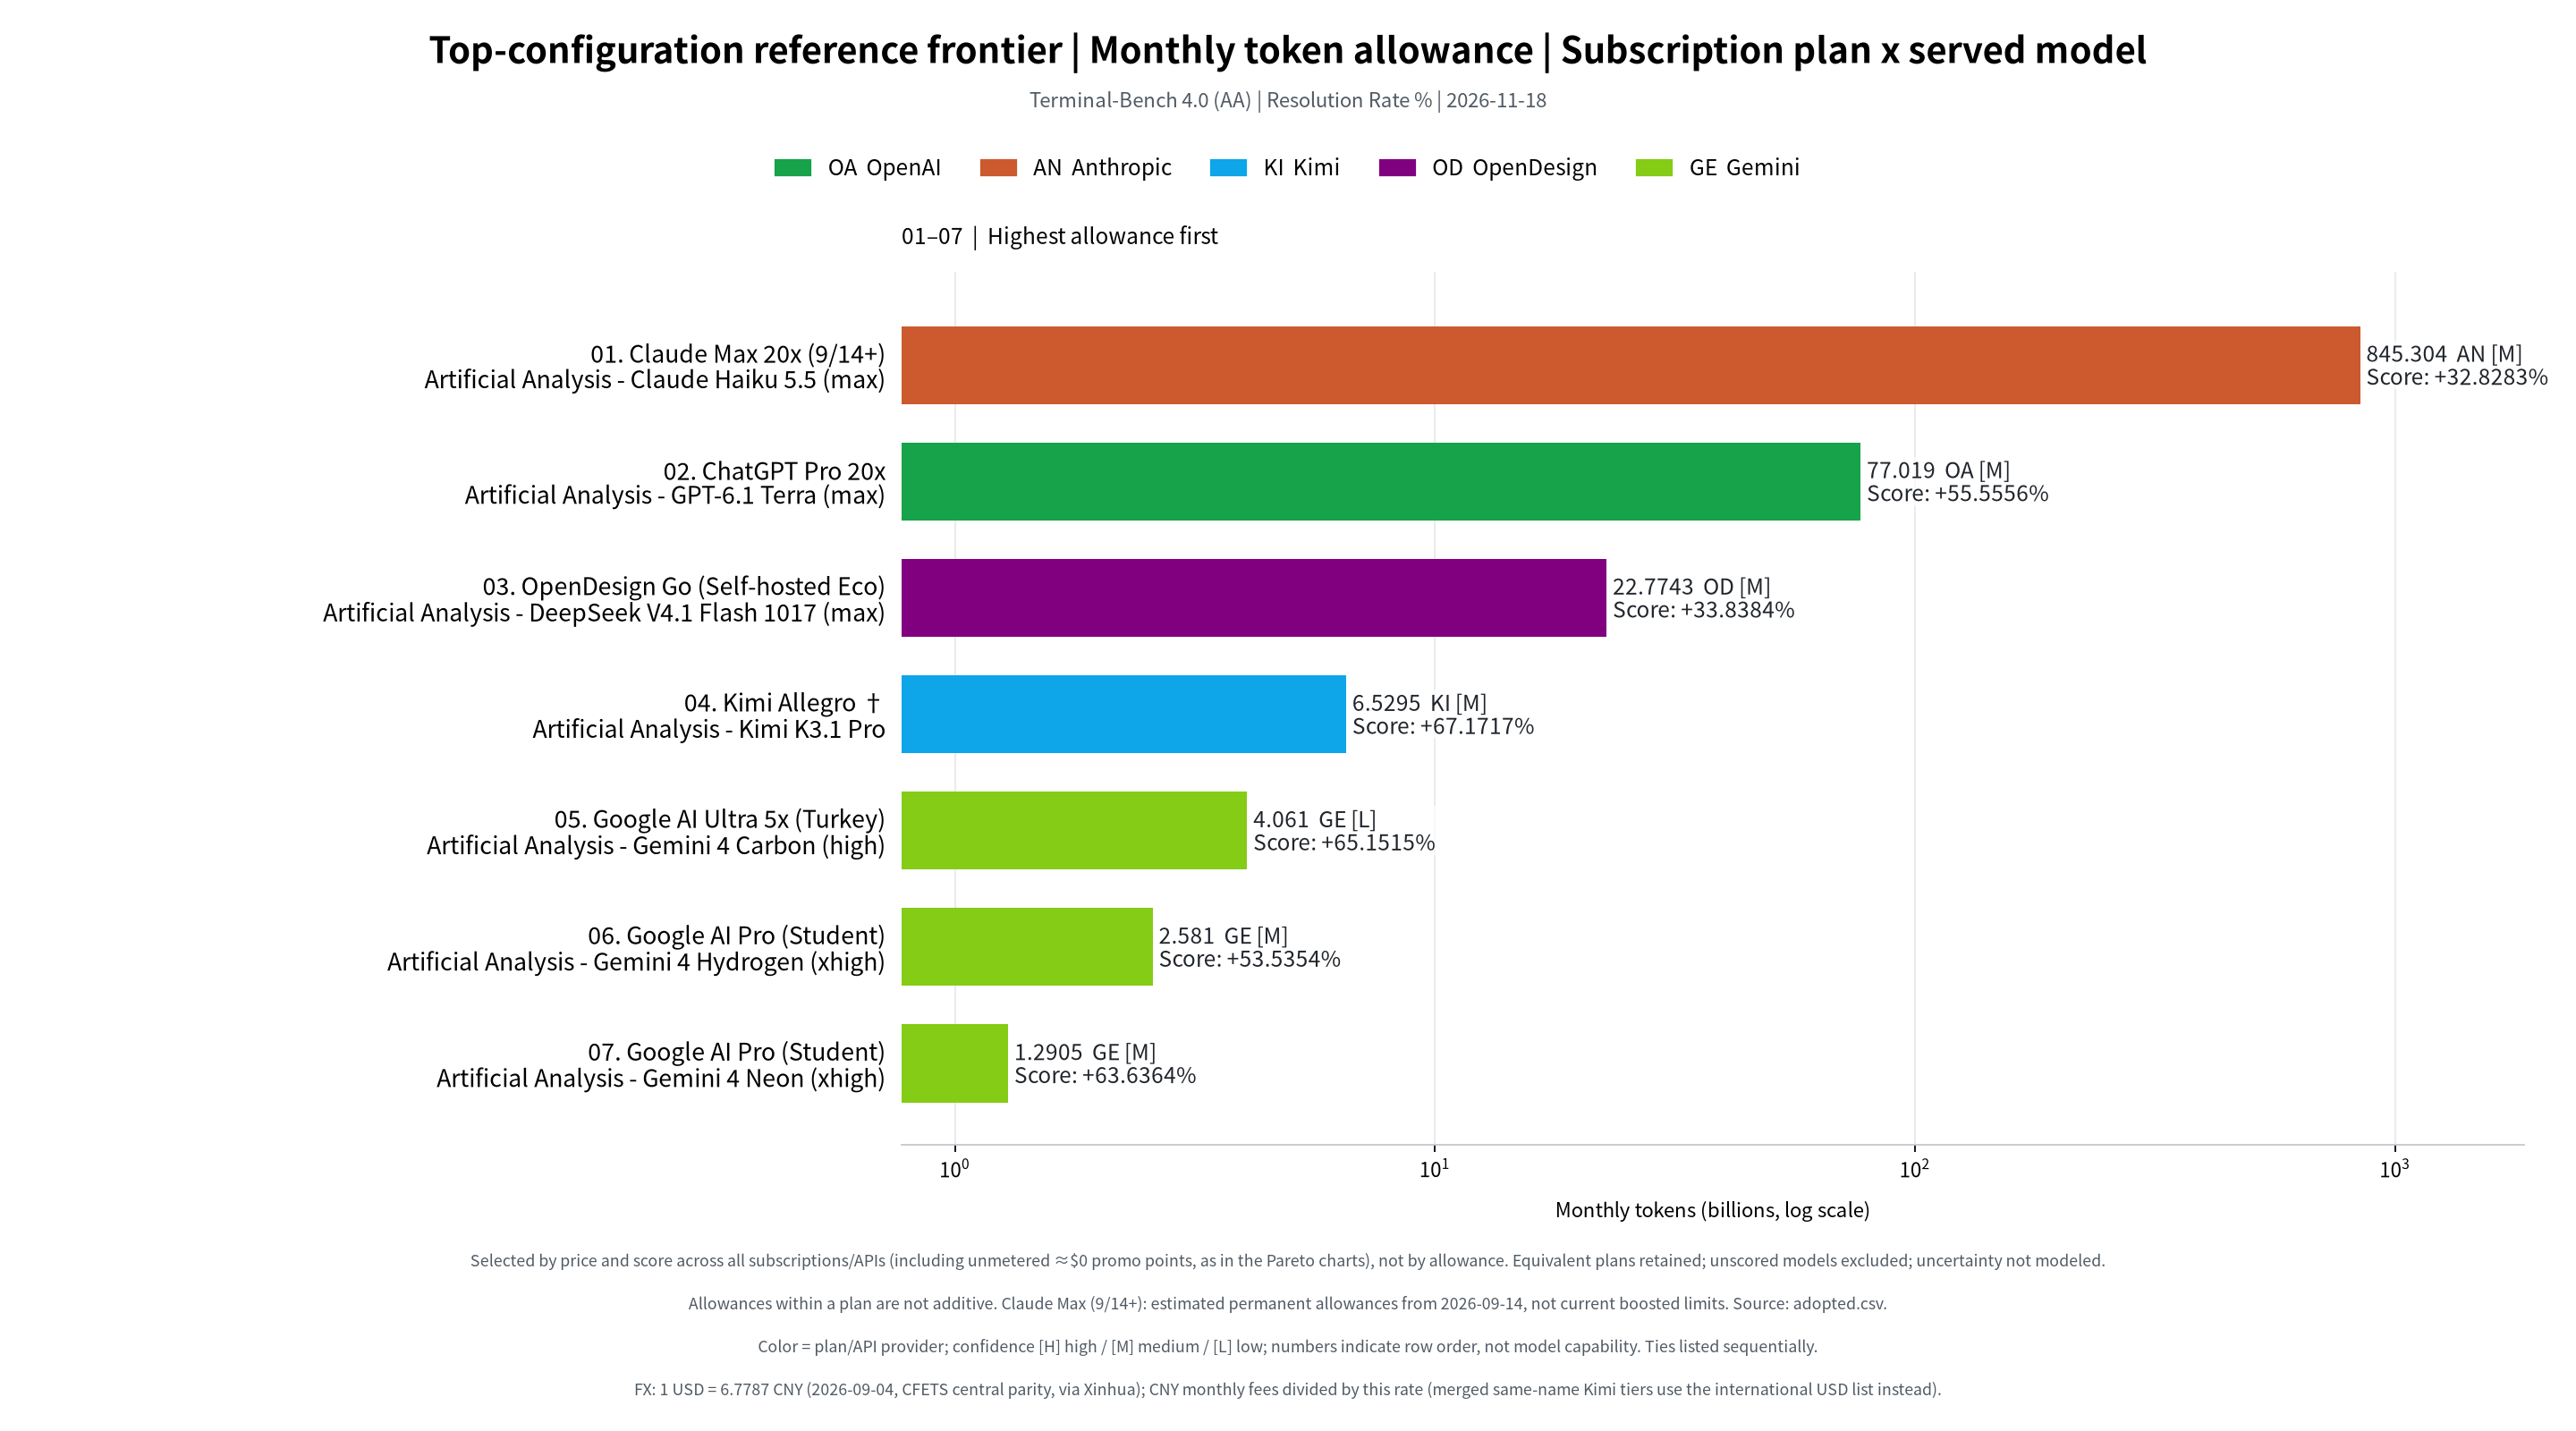 Top-configuration reference frontier | Monthly token allowance | Subscription plan x served model
Terminal-Bench 4.0 (AA) | Resolution Rate % | 2026-11-18
OA OpenAI AN Anthropic KI Kimi OD OpenDesign GE Gemini
01–07 | Highest allowance first
01. Claude Max 20x (9/14+)
Artificial Analysis - Claude Haiku 5.5 (max)
845.304 AN [M]
Score: +32.8283%
02. ChatGPT Pro 20x
Artificial Analysis - GPT-6.1 Terra (max)
77.019 OA [M]
Score: +55.5556%
03. OpenDesign Go (Self-hosted Eco)
Artificial Analysis - DeepSeek V4.1 Flash 1017 (max)
22.7743 OD [M]
Score: +33.8384%
04. Kimi Allegro †
Artificial Analysis - Kimi K3.1 Pro
6.5295 KI [M]
Score: +67.1717%
05. Google AI Ultra 5x (Turkey)
Artificial Analysis - Gemini 4 Carbon (high)
4.061 GE [L]
Score: +65.1515%
06. Google AI Pro (Student)
Artificial Analysis - Gemini 4 Hydrogen (xhigh)
2.581 GE [M]
Score: +53.5354%
07. Google AI Pro (Student)
Artificial Analysis - Gemini 4 Neon (xhigh)
1.2905 GE [M]
Score: +63.6364%
10⁰ 10¹ 10² 10³
Monthly tokens (billions, log scale)
Selected by price and score across all subscriptions/APIs (including unmetered ≈$0 promo points, as in the Pareto charts), not by allowance. Equivalent plans retained; unscored models excluded; uncertainty not modeled.
Allowances within a plan are not additive. Claude Max (9/14+): estimated permanent allowances from 2026-09-14, not current boosted limits. Source: adopted.csv.
Color = plan/API provider; confidence [H] high / [M] medium / [L] low; numbers indicate row order, not model capability. Ties listed sequentially.
FX: 1 USD = 6.7787 CNY (2026-09-04, CFETS central parity, via Xinhua); CNY monthly fees divided by this rate (merged same-name Kimi tiers use the international USD list instead).